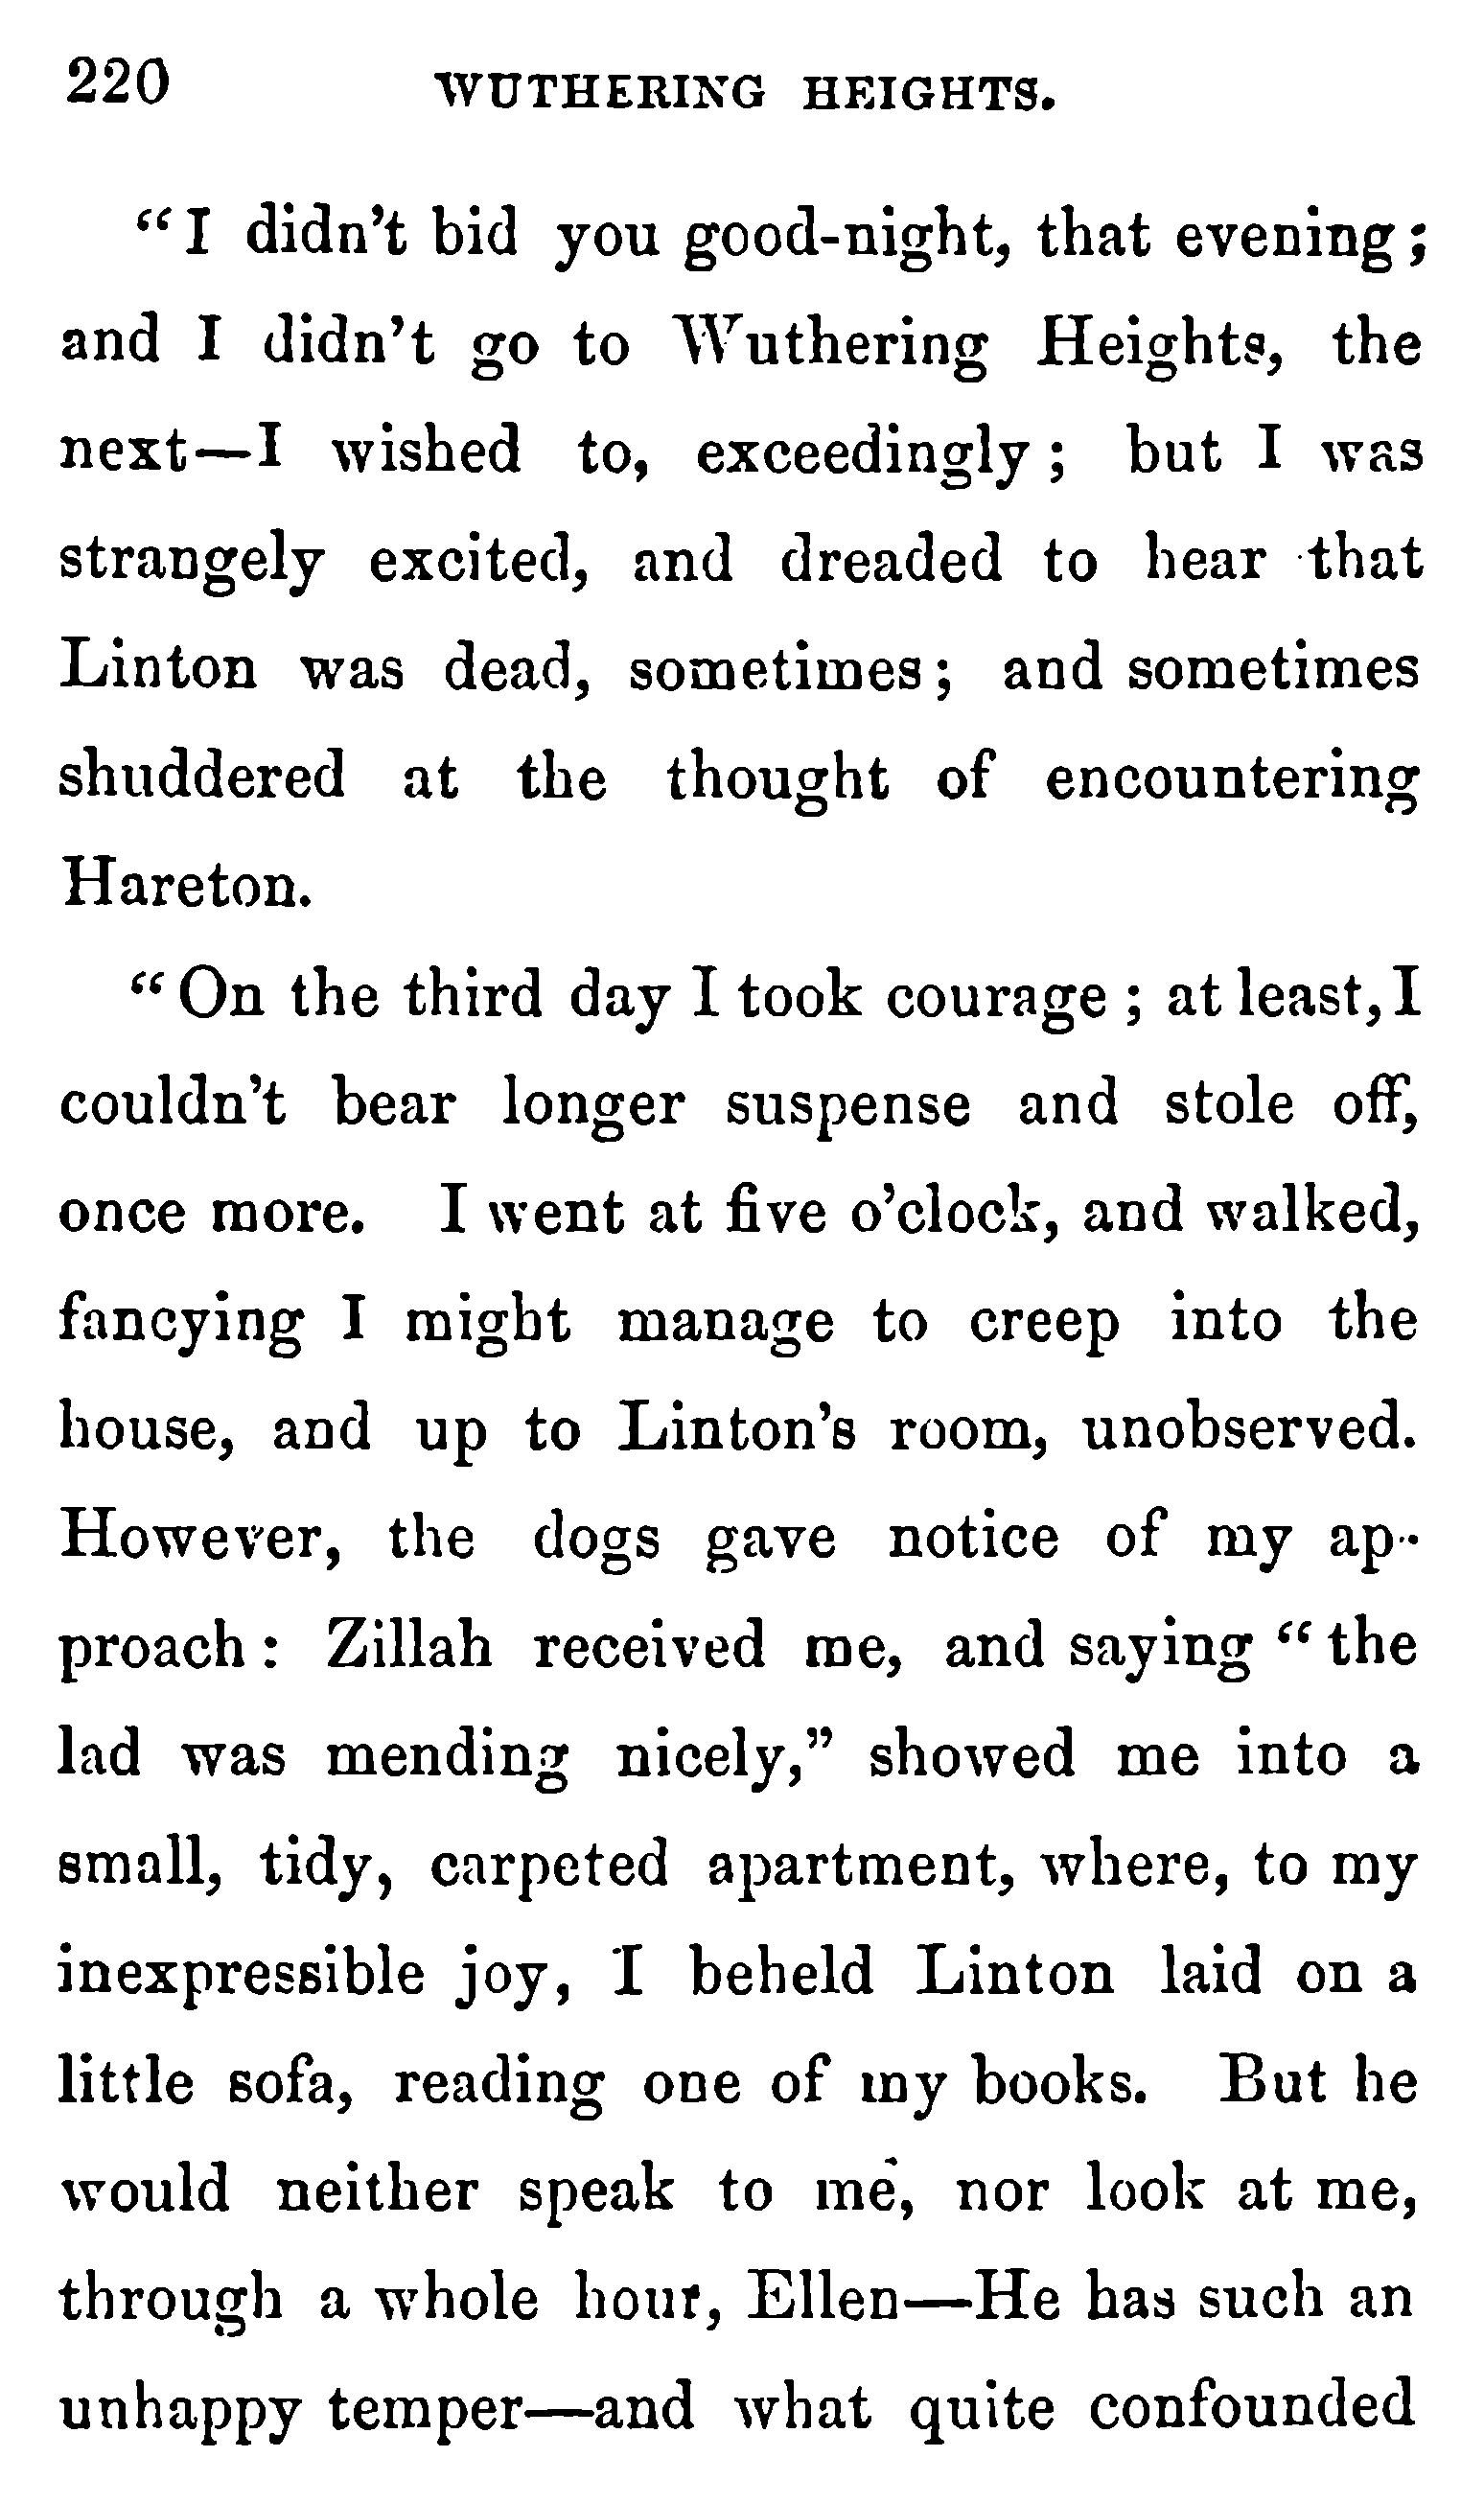 220 WUTHERING HEIGHTS.
"I didn't bid you good-night, that evening;
and I didn't go to Wuthering Heights, the
next—I wished to, exceedingly; but I was
strangely excited, and dreaded to hear that
Linton was dead, sometimes; and sometimes
shuddered at the thought of encountering
Hareton.
"On the third day I took courage; at least, I
couldn't bear longer suspense and stole off,
once more. I went at five o'clock, and walked,
fancying I might manage to creep into the
house, and up to Linton's room, unobserved.
However, the dogs gave notice of my ap-
proach: Zillah received me, and saying "the
lad was mending nicely," showed me into a
small, tidy, carpeted apartment, where, to my
inexpressible joy, I beheld Linton laid on a
little sofa, reading one of my books. But he
would neither speak to me, nor look at me,
through a whole hour, Ellen—He has such an
unhappy temper—and what quite confounded